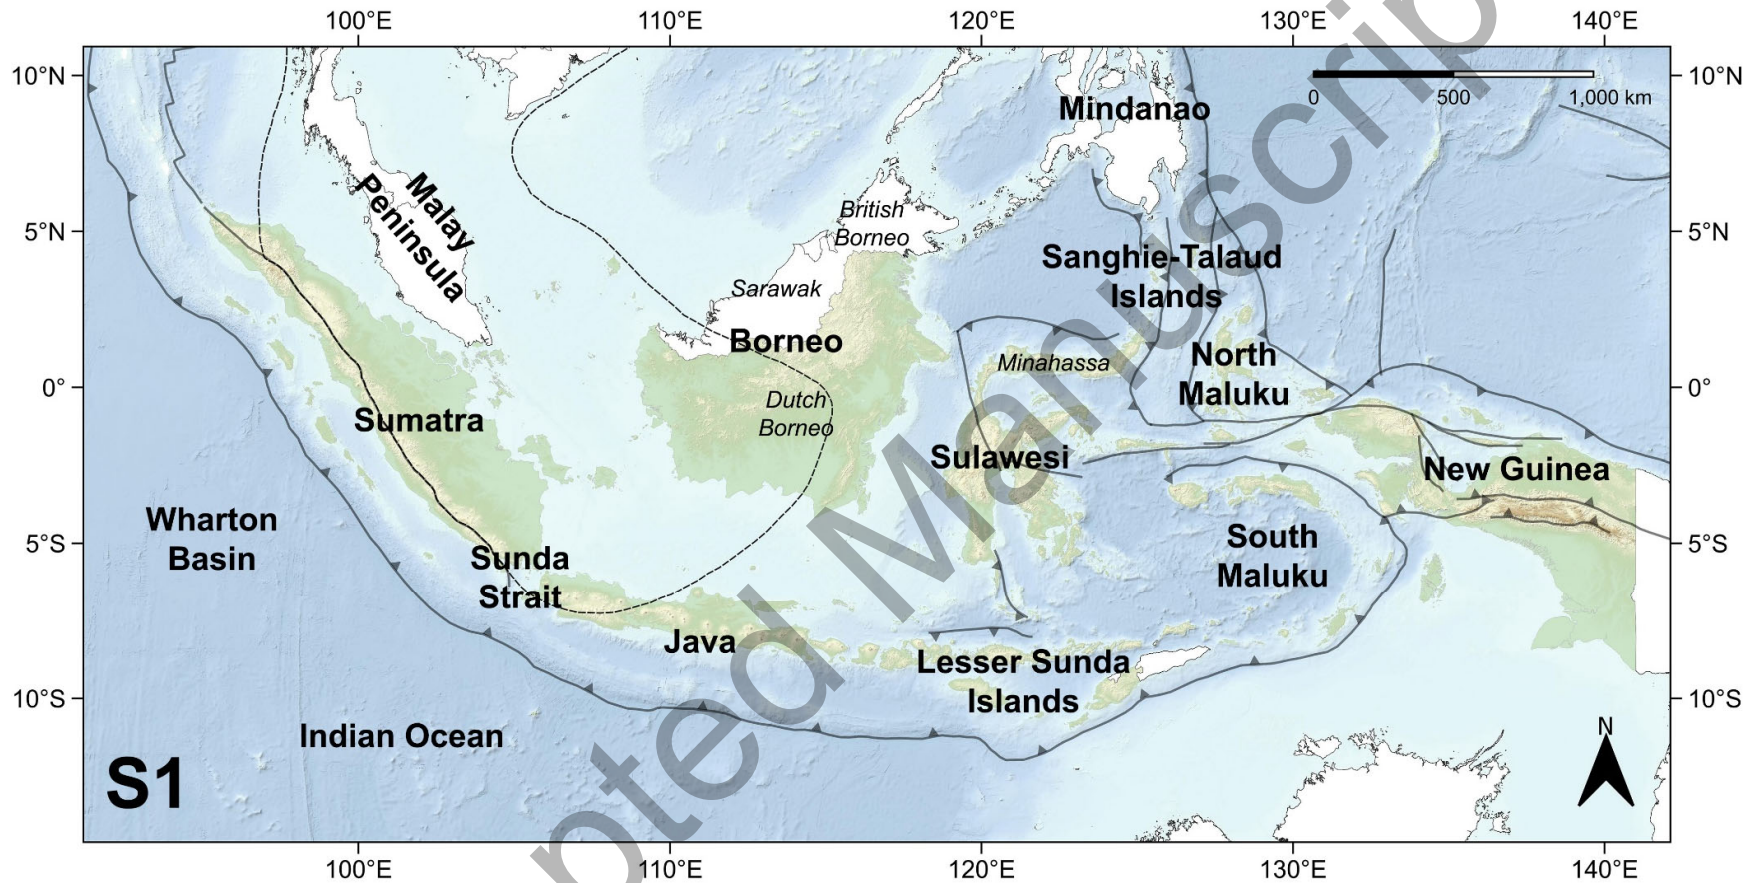 100°E
110°E
120°E
130°E
140°E
10°N
10°N
0
500
1,000 km
Mindanao
Malay
Peninsula
British
Borneo
5°N
5°N
Sanghie-Talaud
Islands
Sarawak
Borneo
Minahassa
North
Maluku
0°
0°
Dutch
Borneo
Sumatra
Sulawesi
New Guinea
Wharton
Basin
Sunda
Strait
South
Maluku
5°S
5°S
Java
Lesser Sunda
Islands
10°S
10°S
Indian Ocean
N
S1
100°E
110°E
120°E
130°E
140°E
pted Manuscrip